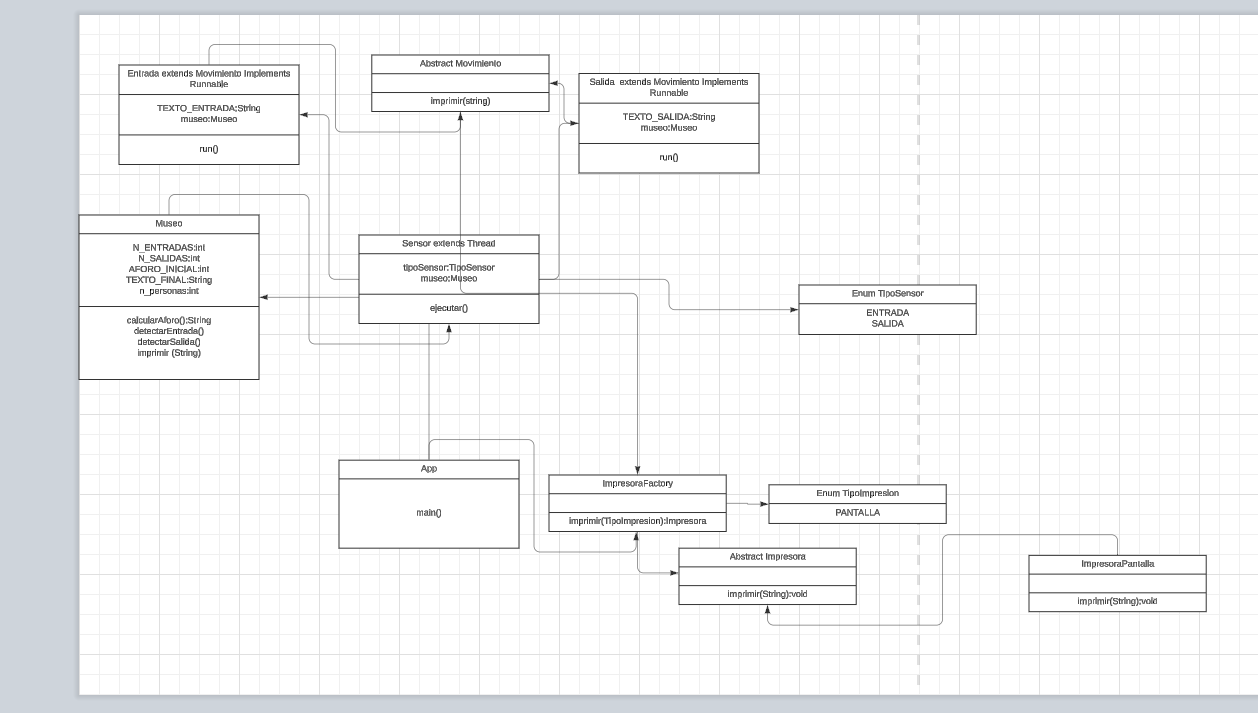 Entrada extends Movimiento Implements
Runnable
TEXTO_ENTRADA:String
museo:Museo
run()
Abstract Movimiento
imprimir(string)
Salida extends Movimiento Implements
Runnable
TEXTO_SALIDA:String
museo:Museo
run()
Museo
N_ENTRADAS:int
N_SALIDAS:int
AFORO_INICIAL:int
TEXTO_FINAL:String
n_personas:int
calcularAforo():String
detectarEntrada()
detectarSalida()
imprimir (String)
Sensor extends Thread
tipoSensor:TipoSensor
museo:Museo
ejecutar()
Enum TipoSensor
ENTRADA
SALIDA
App
main()
ImpresoraFactory
imprimir(TipoImpresion):Impresora
Enum TipoImpresion
PANTALLA
Abstract Impresora
imprimir(String):void
ImpresoraPantalla
imprimir(String):void